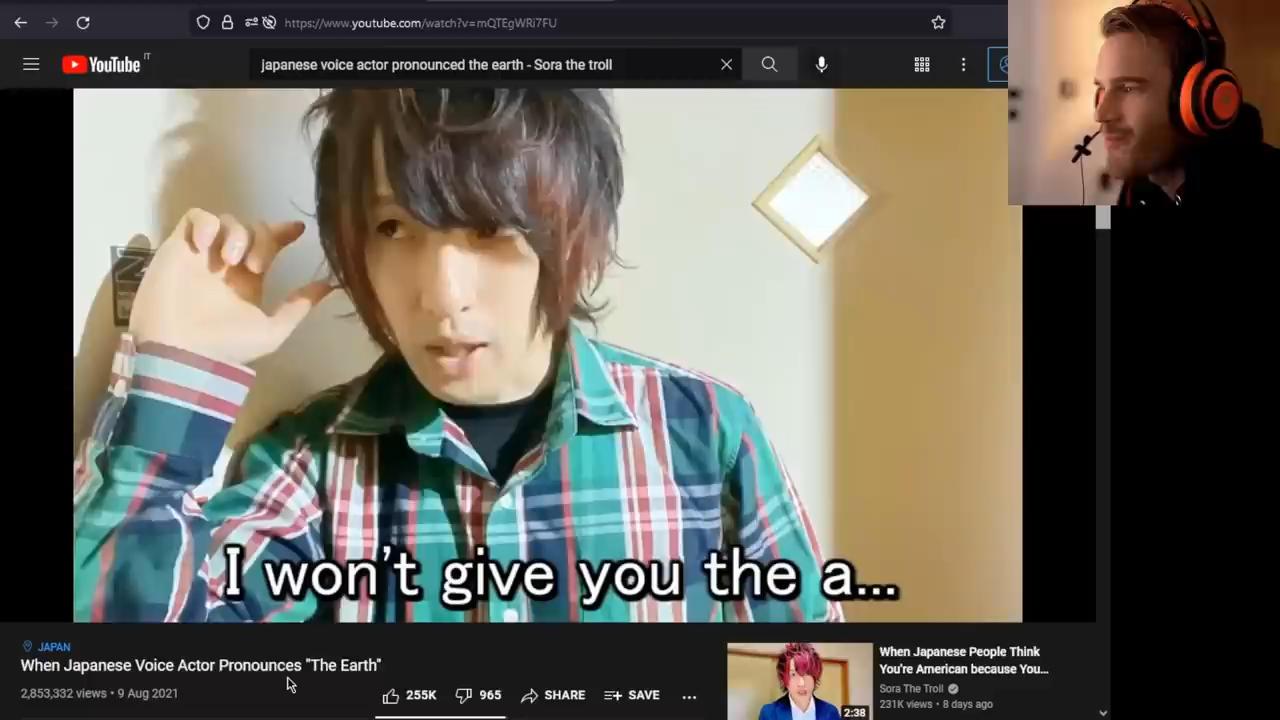 https://www.youtube.com/watch?v=mQTEgWRi7FU
YouTube IT
japanese voice actor pronounced the earth - Sora the troll
I won't give you the a...
JAPAN
When Japanese Voice Actor Pronounces "The Earth"
2,853,332 views • 9 Aug 2021
255K
965
SHARE
SAVE
When Japanese People Think
You're American because You...
Sora The Troll
231K views • 8 days ago
2:38